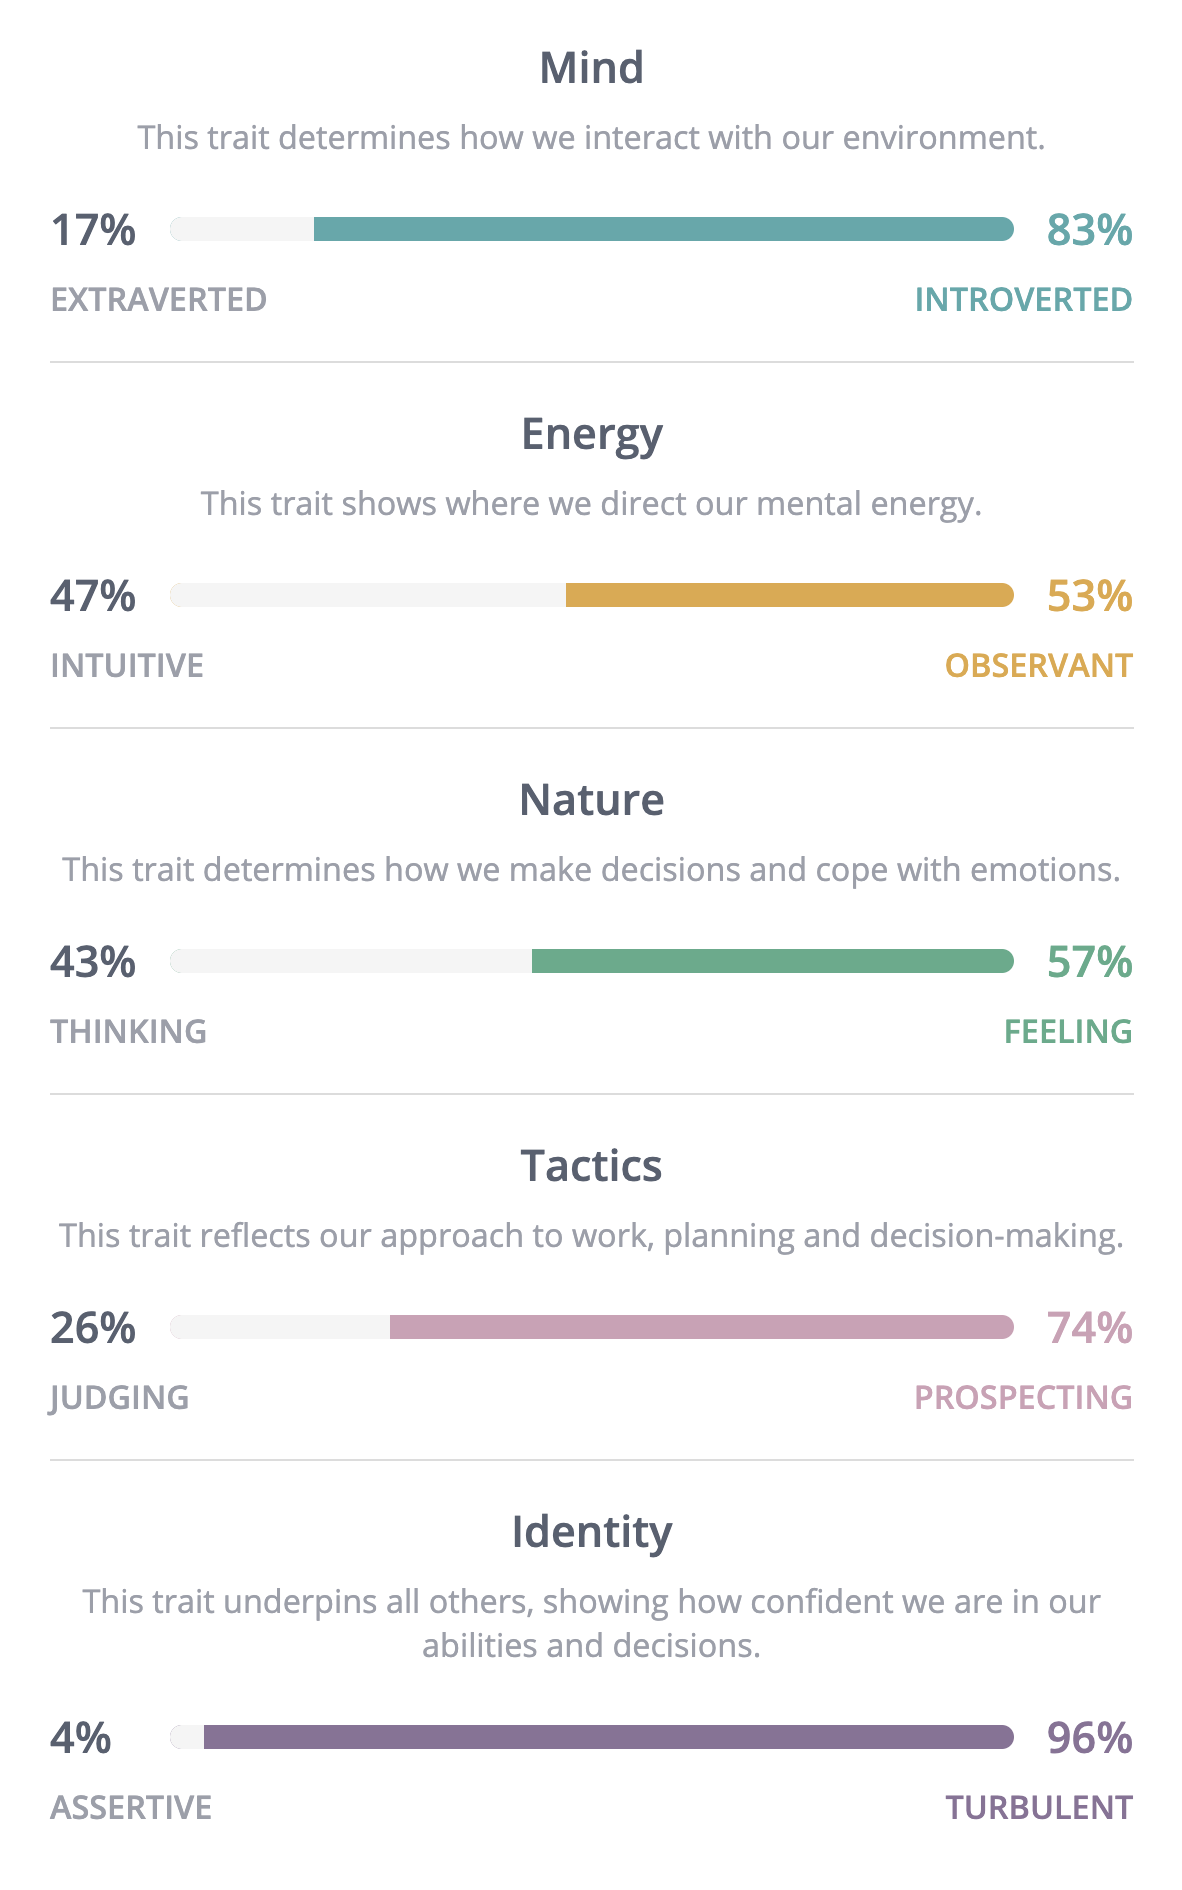 Mind
This trait determines how we interact with our environment.
17% 83%
EXTRAVERTED INTROVERTED
Energy
This trait shows where we direct our mental energy.
47% 53%
INTUITIVE OBSERVANT
Nature
This trait determines how we make decisions and cope with emotions.
43% 57%
THINKING FEELING
Tactics
This trait reflects our approach to work, planning and decision-making.
26% 74%
JUDGING PROSPECTING
Identity
This trait underpins all others, showing how confident we are in our
abilities and decisions.
4% 96%
ASSERTIVE TURBULENT